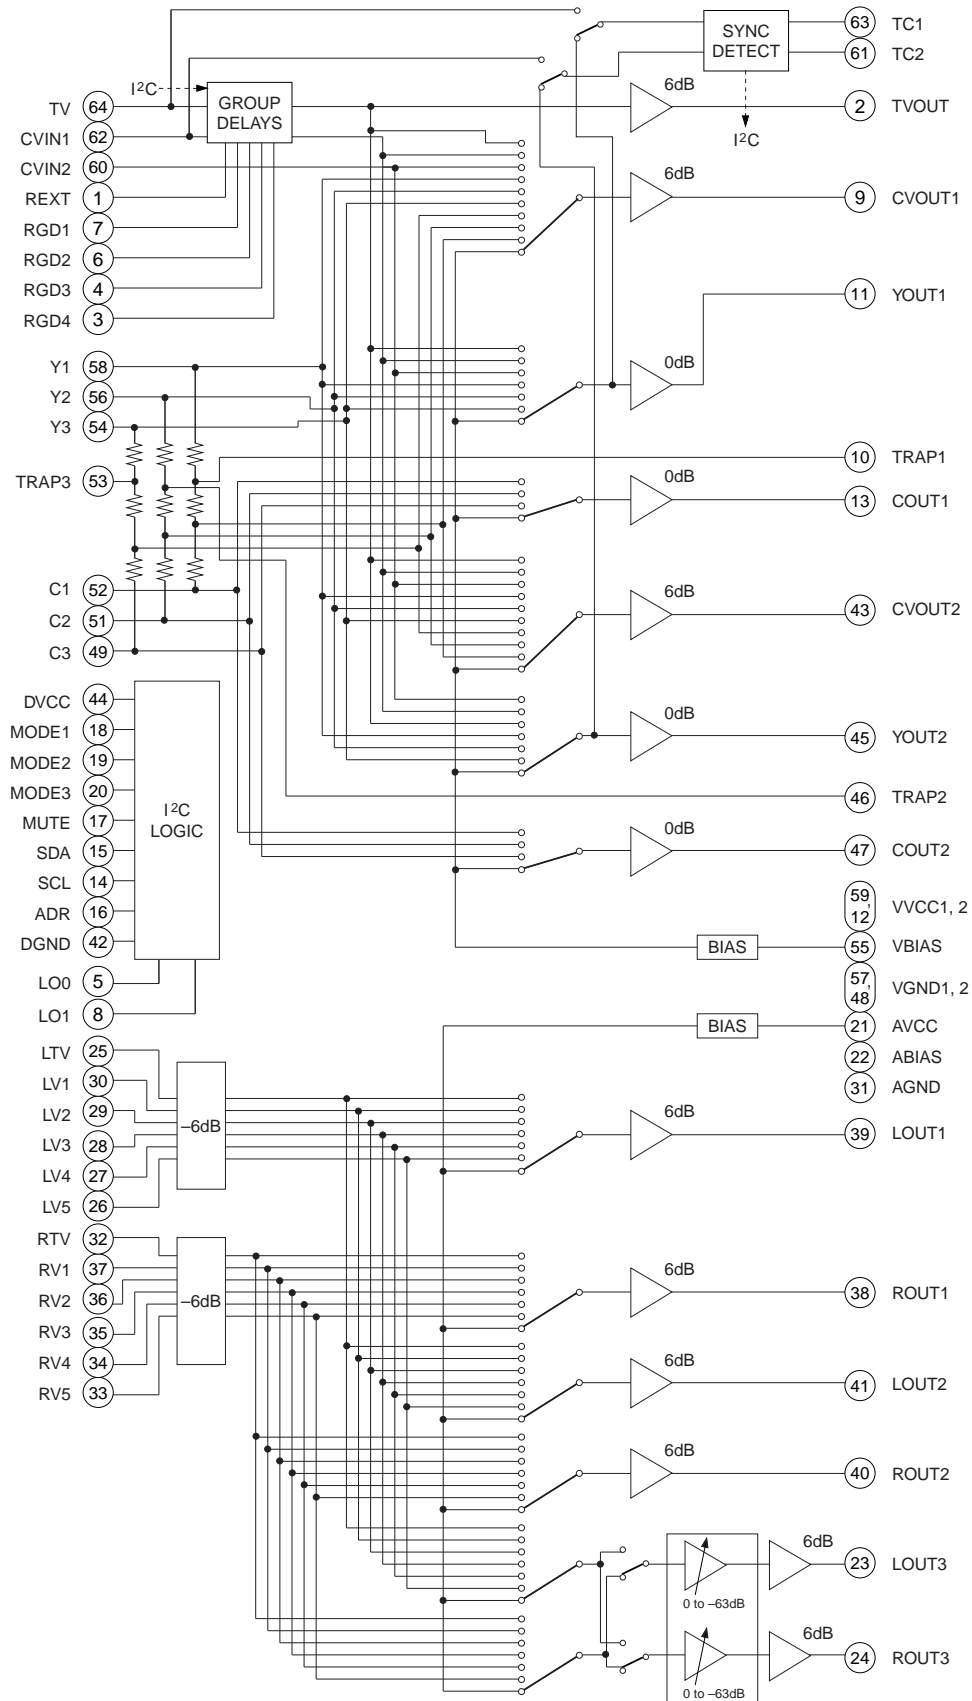 63 TC1
SYNC
DETECT
61 TC2
I²C
TV 64
GROUP
DELAYS
6dB
2 TVOUT
I²C
CVIN1 62
CVIN2 60
REXT 1
6dB
9 CVOUT1
RGD1 7
RGD2 6
RGD3 4
RGD4 3
11 YOUT1
Y1 58
0dB
Y2 56
Y3 54
10 TRAP1
TRAP3 53
0dB
13 COUT1
C1 52
6dB
43 CVOUT2
C2 51
C3 49
DVCC 44
MODE1 18
0dB
45 YOUT2
MODE2 19
MODE3 20
46 TRAP2
I²C
LOGIC
MUTE 17
0dB
SDA 15
47 COUT2
SCL 14
59, 12 VVCC1, 2
ADR 16
DGND 42
BIAS
55 VBIAS
LO0 5
57, 48 VGND1, 2
LO1 8
BIAS
21 AVCC
LTV 25
22 ABIAS
LV1 30
31 AGND
LV2 29
–6dB
6dB
39 LOUT1
LV3 28
LV4 27
LV5 26
RTV 32
RV1 37
6dB
38 ROUT1
RV2 36
–6dB
RV3 35
RV4 34
6dB
41 LOUT2
RV5 33
6dB
40 ROUT2
6dB
23 LOUT3
0 to –63dB
6dB
24 ROUT3
0 to –63dB